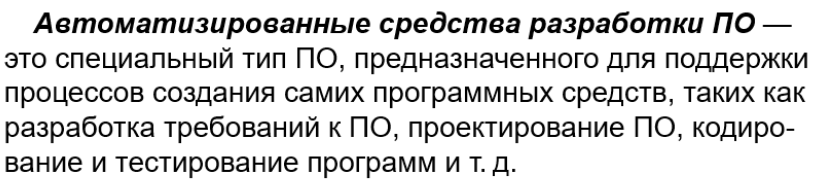 Автоматизированные средства разработки ПО —
это специальный тип ПО, предназначенного для поддержки
процессов создания самих программных средств, таких как
разработка требований к ПО, проектирование ПО, кодиро-
вание и тестирование программ и т. д.